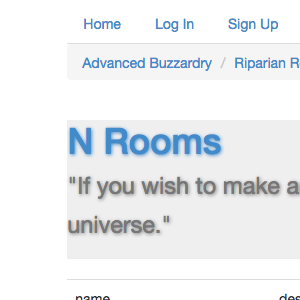 Home Log In Sign Up
Advanced Buzzardry / Riparian R
N Rooms
"If you wish to make a
universe."
name des